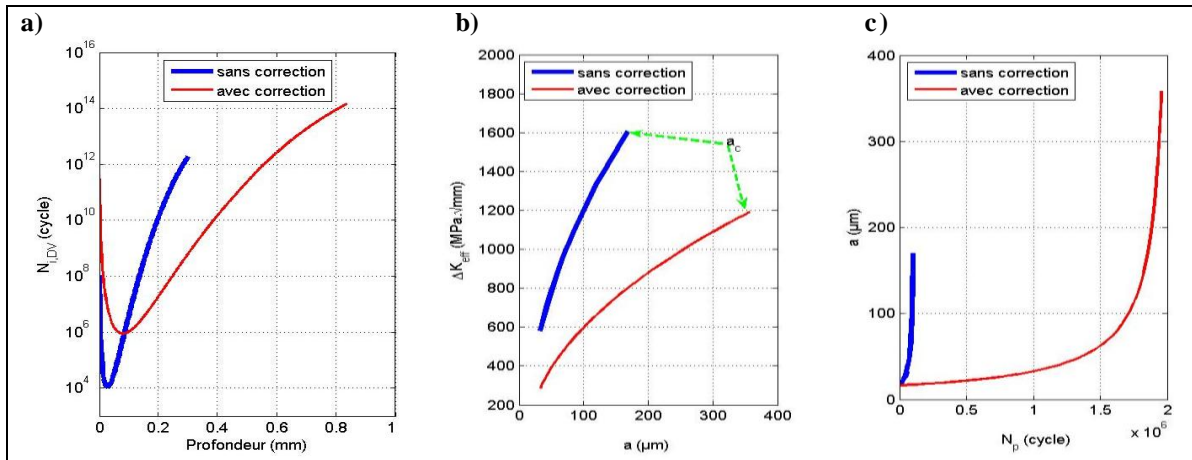 a)
10^16
10^14
10^12
10^10
10^8
10^6
10^4
N_i,DV (cycle)
sans correction
avec correction
0
0.2
0.4
0.6
0.8
1
Profondeur (mm)
b)
2000
1800
1600
1400
1200
1000
800
600
400
200
ΔK_eff (MPa.√mm)
sans correction
avec correction
a_c
0
100
200
300
400
a (µm)
c)
400
300
200
100
0
a (µm)
sans correction
avec correction
0
0.5
1
1.5
2
x 10^6
N_p (cycle)